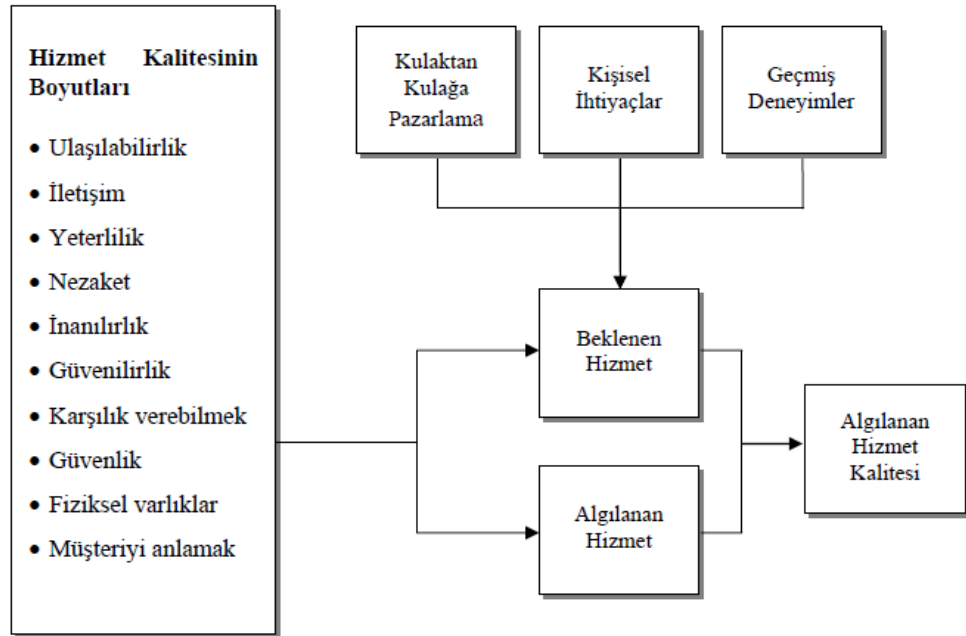 Hizmet Kalitesinin
Boyutları
• Ulaşılabilirlik
• İletişim
• Yeterlilik
• Nezaket
• İnanılırlık
• Güvenilirlik
• Karşılık verebilmek
• Güvenlik
• Fiziksel varlıklar
• Müşteriyi anlamak
Kulaktan
Kulağa
Pazarlama
Kişisel
İhtiyaçlar
Geçmiş
Deneyimler
Beklenen
Hizmet
Algılanan
Hizmet
Algılanan
Hizmet
Kalitesi